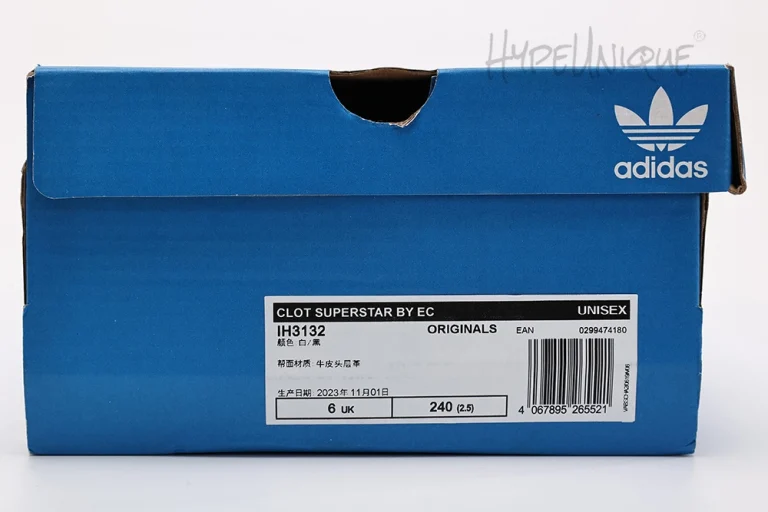 HYPEUNIQUE®
adidas
CLOT SUPERSTAR BY EC UNISEX
IH3132 ORIGINALS EAN 0299474180
颜色 白/黑
帮面材质: 牛皮头层革
生产日期: 2023年 11月01日
6 UK 240 (2.5)
4 067895 265521